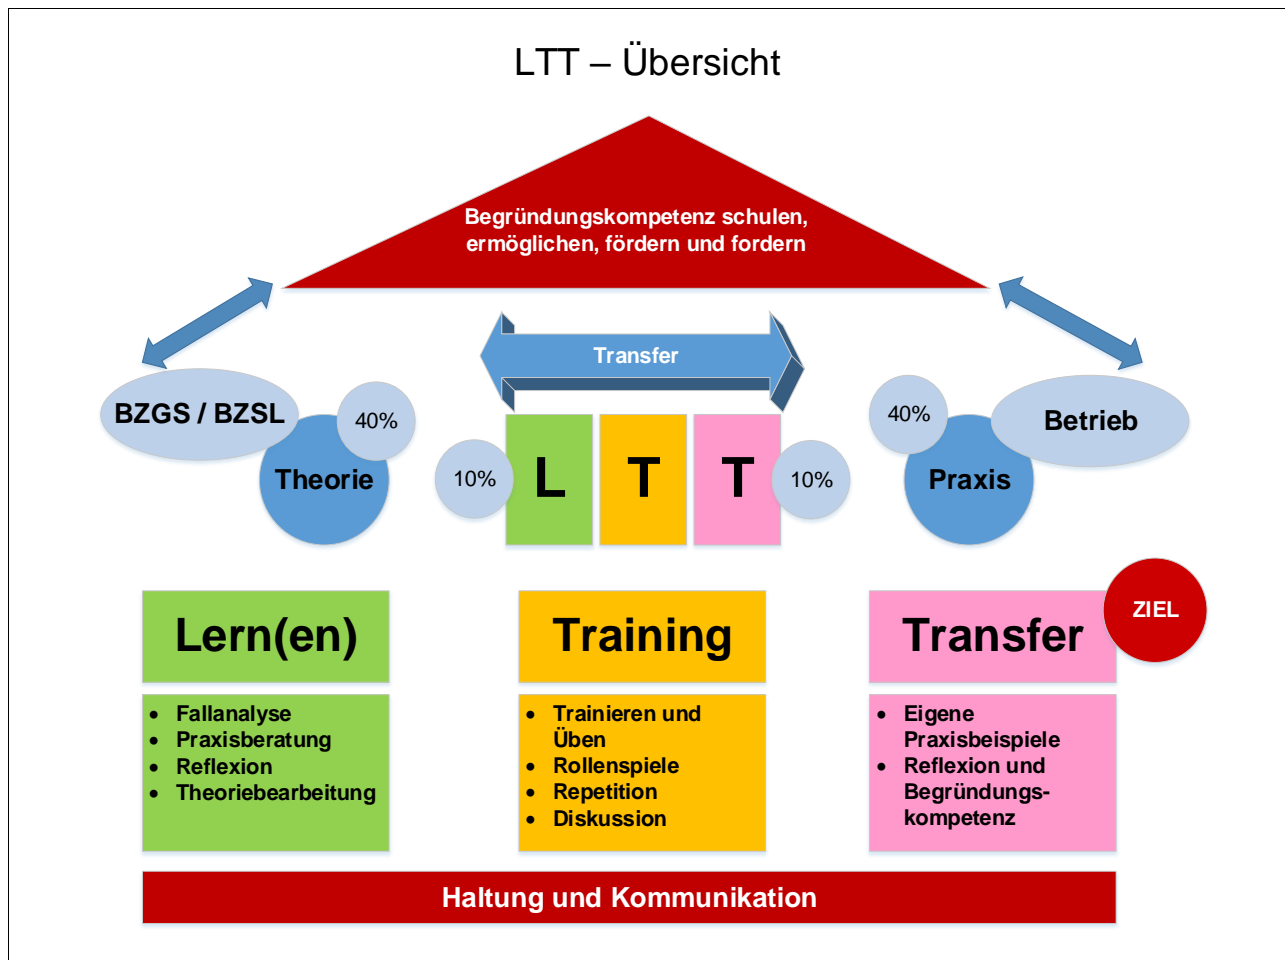 LTT – Übersicht
Begründungskompetenz schulen,
ermöglichen, fördern und fordern
Transfer
BZGS / BZSL
40%
Theorie
10%
L
T
T
10%
40%
Betrieb
Praxis
ZIEL
Lern(en)
• Fallanalyse
• Praxisberatung
• Reflexion
• Theoriebearbeitung
Training
• Trainieren und
Üben
• Rollenspiele
• Repetition
• Diskussion
Transfer
• Eigene
Praxisbeispiele
• Reflexion und
Begründungs-
kompetenz
Haltung und Kommunikation